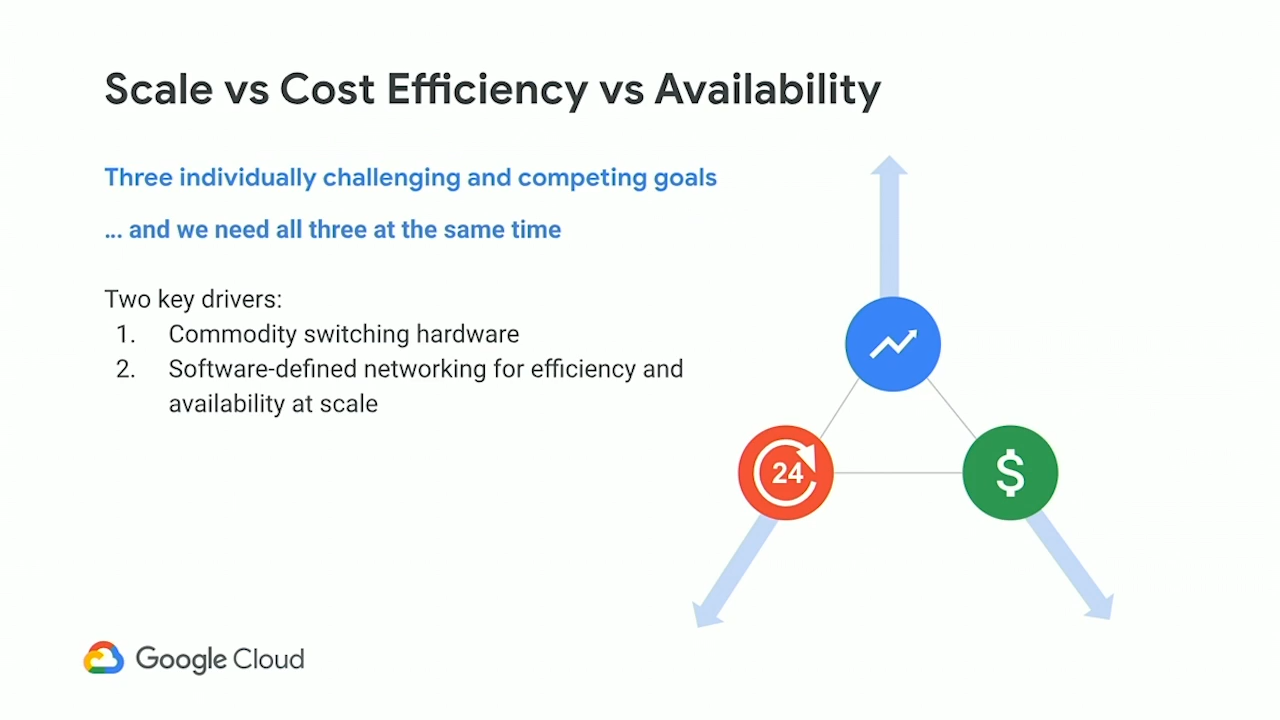 Scale vs Cost Efficiency vs Availability
Three individually challenging and competing goals
... and we need all three at the same time
Two key drivers:
1. Commodity switching hardware
2. Software-defined networking for efficiency and
availability at scale
24
$
Google Cloud